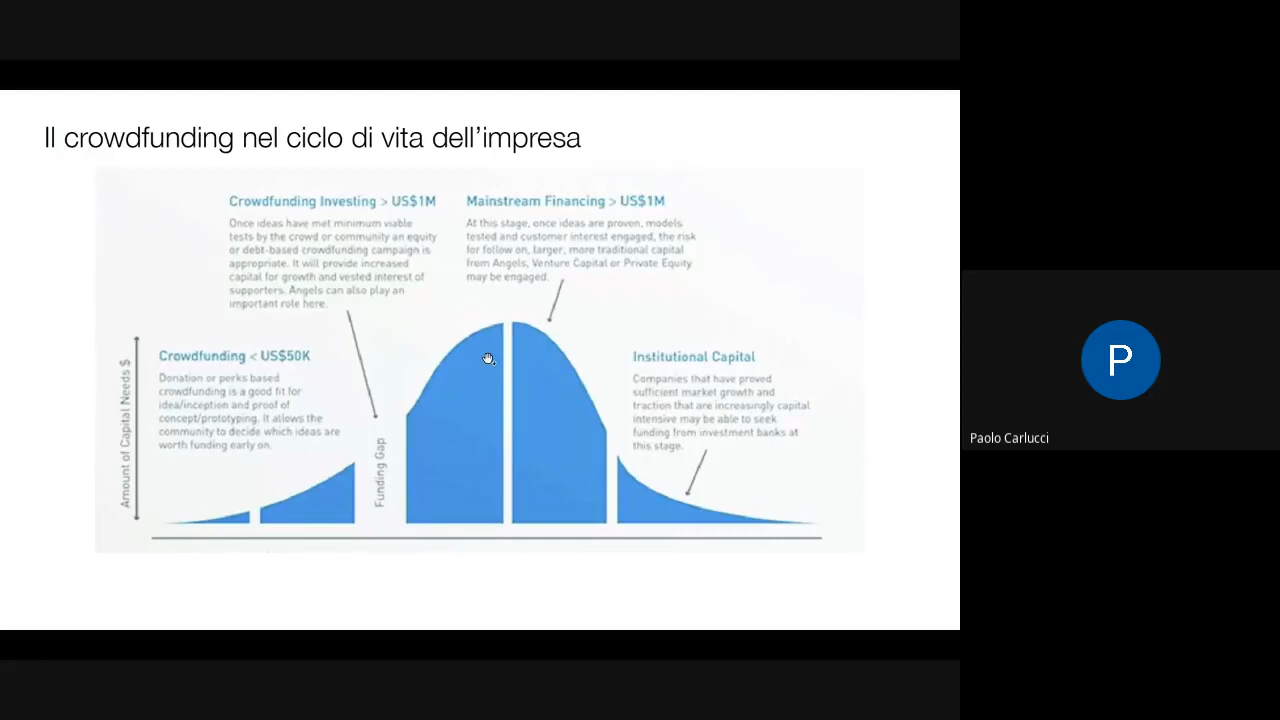 Il crowdfunding nel ciclo di vita dell'impresa
Crowdfunding Investing > US$1M
Once ideas have met minimum viable
tests by the crowd or community an equity
or debt-based crowdfunding campaign is
appropriate. It will provide increased
capital for growth and vested interest of
supporters. Angels can also play an
important role here.
Mainstream Financing > US$1M
At this stage, once ideas are proven, models
tested and customer interest engaged, the risk
for follow on, larger, more traditional capital
from Angels, Venture Capital or Private Equity
may be engaged.
Crowdfunding < US$50K
Donation or perks based
crowdfunding is a good fit for
idea/inception and proof of
concept/prototyping. It allows the
community to decide which ideas are
worth funding early on.
Institutional Capital
Companies that have proved
sufficient market growth and
traction that are increasingly capital
intensive may be able to seek
funding from investment banks at
this stage.
Amount of Capital Needs $
Funding Gap
P
Paolo Carlucci